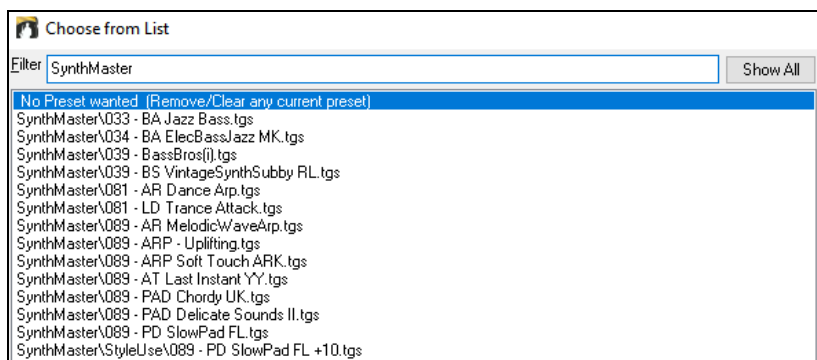 Choose from List
Filter SynthMaster Show All
No Preset wanted (Remove/Clear any current preset)
SynthMaster\033 - BA Jazz Bass.tgs
SynthMaster\034 - BA ElecBassJazz MK.tgs
SynthMaster\039 - BassBros(i).tgs
SynthMaster\039 - BS VintageSynthSubby RL.tgs
SynthMaster\081 - AR Dance Arp.tgs
SynthMaster\081 - LD Trance Attack.tgs
SynthMaster\089 - AR MelodicWaveArp.tgs
SynthMaster\089 - ARP - Uplifting.tgs
SynthMaster\089 - ARP Soft Touch ARK.tgs
SynthMaster\089 - AT Last Instant YY.tgs
SynthMaster\089 - PAD Chordy UK.tgs
SynthMaster\089 - PAD Delicate Sounds II.tgs
SynthMaster\089 - PD SlowPad FL.tgs
SynthMaster\StyleUse\089 - PD SlowPad FL +10.tgs